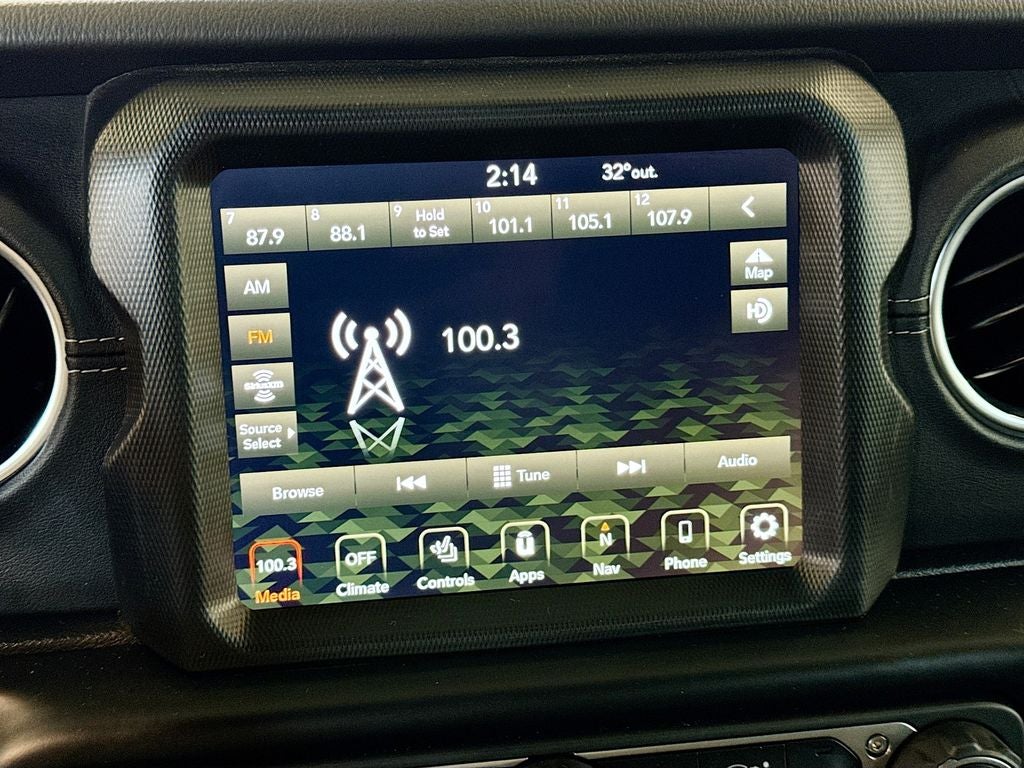 2:14 32°out.
7 87.9 8 88.1 9 Hold to Set 10 101.1 11 105.1 12 107.9
Map
AM
HD
FM
100.3
SiriusXM
Source
Select
Browse Tune Audio
100.3 OFF N
Media Climate Controls Apps Nav Phone Settings